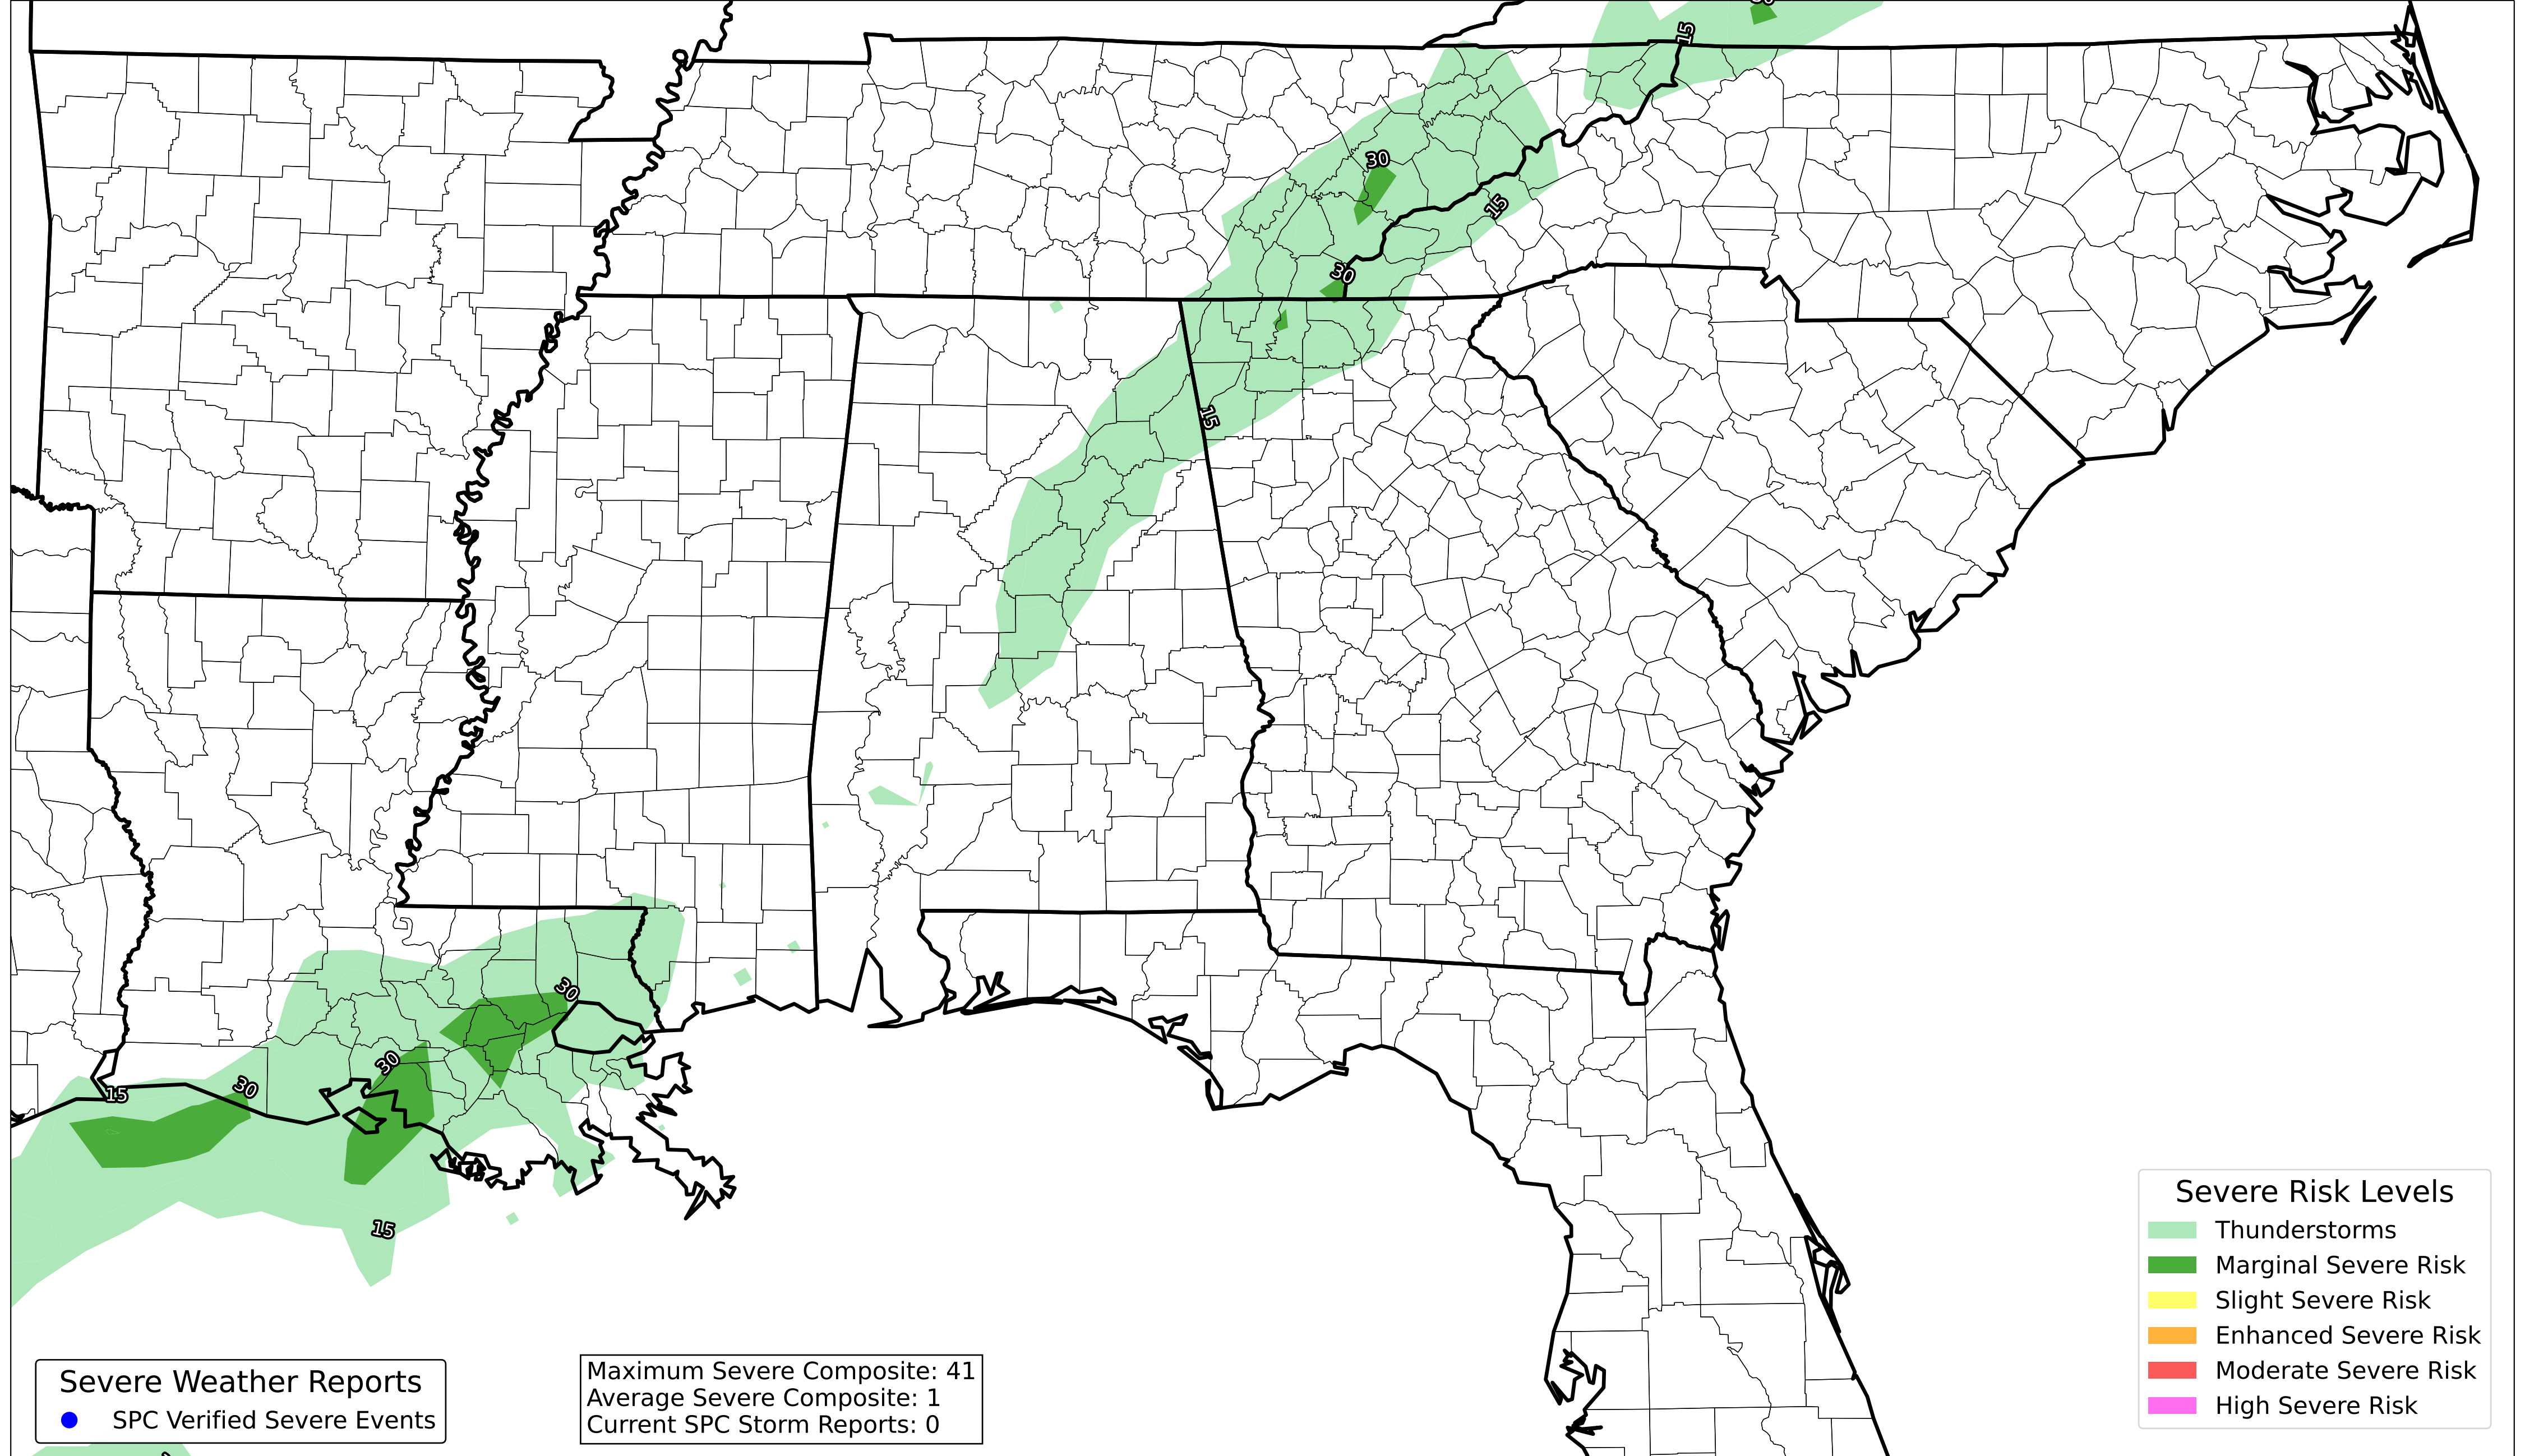 15
30
15
30
15
30
30
30
15
15
Severe Risk Levels
Thunderstorms
Marginal Severe Risk
Slight Severe Risk
Enhanced Severe Risk
Moderate Severe Risk
High Severe Risk
Severe Weather Reports
SPC Verified Severe Events
Maximum Severe Composite: 41
Average Severe Composite: 1
Current SPC Storm Reports: 0